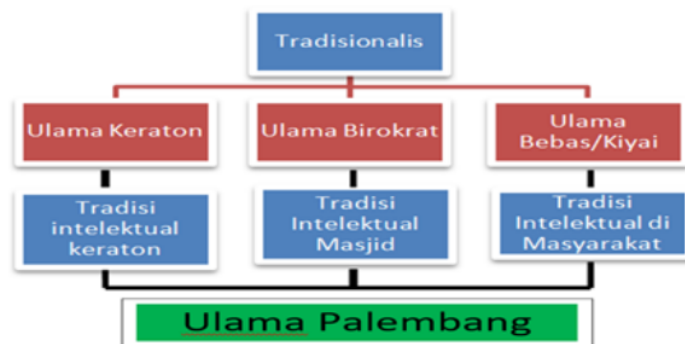 Tradisionalis
Ulama Keraton
Ulama Birokrat
Ulama
Bebas/Kiyai
Tradisi
intelektual
keraton
Tradisi
Intelektual
Masjid
Tradisi
Intelektual di
Masyarakat
Ulama Palembang